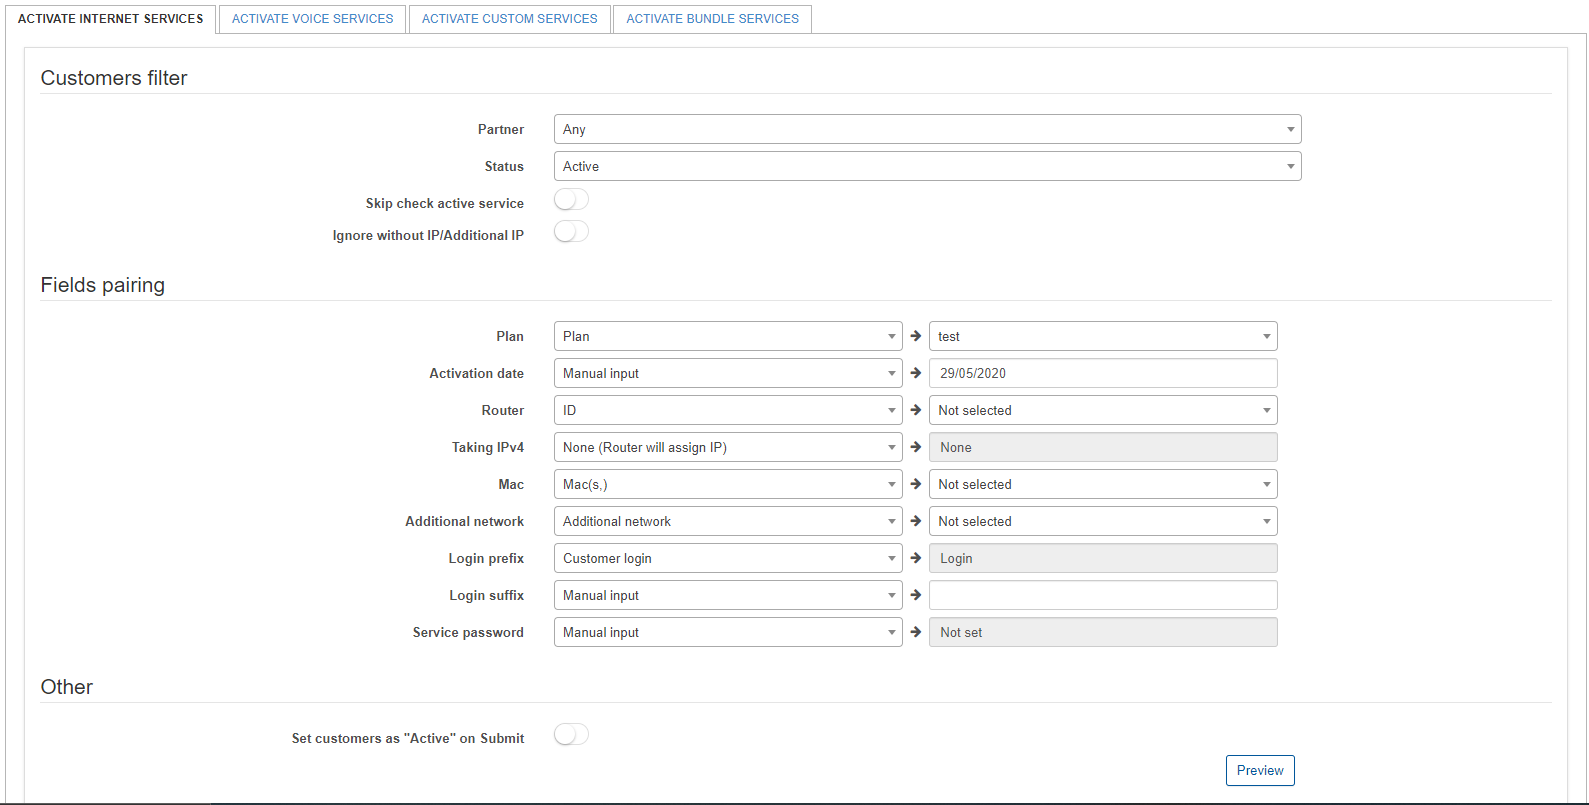 ACTIVATE INTERNET SERVICES ACTIVATE VOICE SERVICES ACTIVATE CUSTOM SERVICES ACTIVATE BUNDLE SERVICES
Customers filter
Partner Any
Status Active
Skip check active service
Ignore without IP/Additional IP
Fields pairing
Plan Plan test
Activation date Manual input 29/05/2020
Router ID Not selected
Taking IPv4 None (Router will assign IP) None
Mac Mac(s,) Not selected
Additional network Additional network Not selected
Login prefix Customer login Login
Login suffix Manual input
Service password Manual input Not set
Other
Set customers as "Active" on Submit
Preview